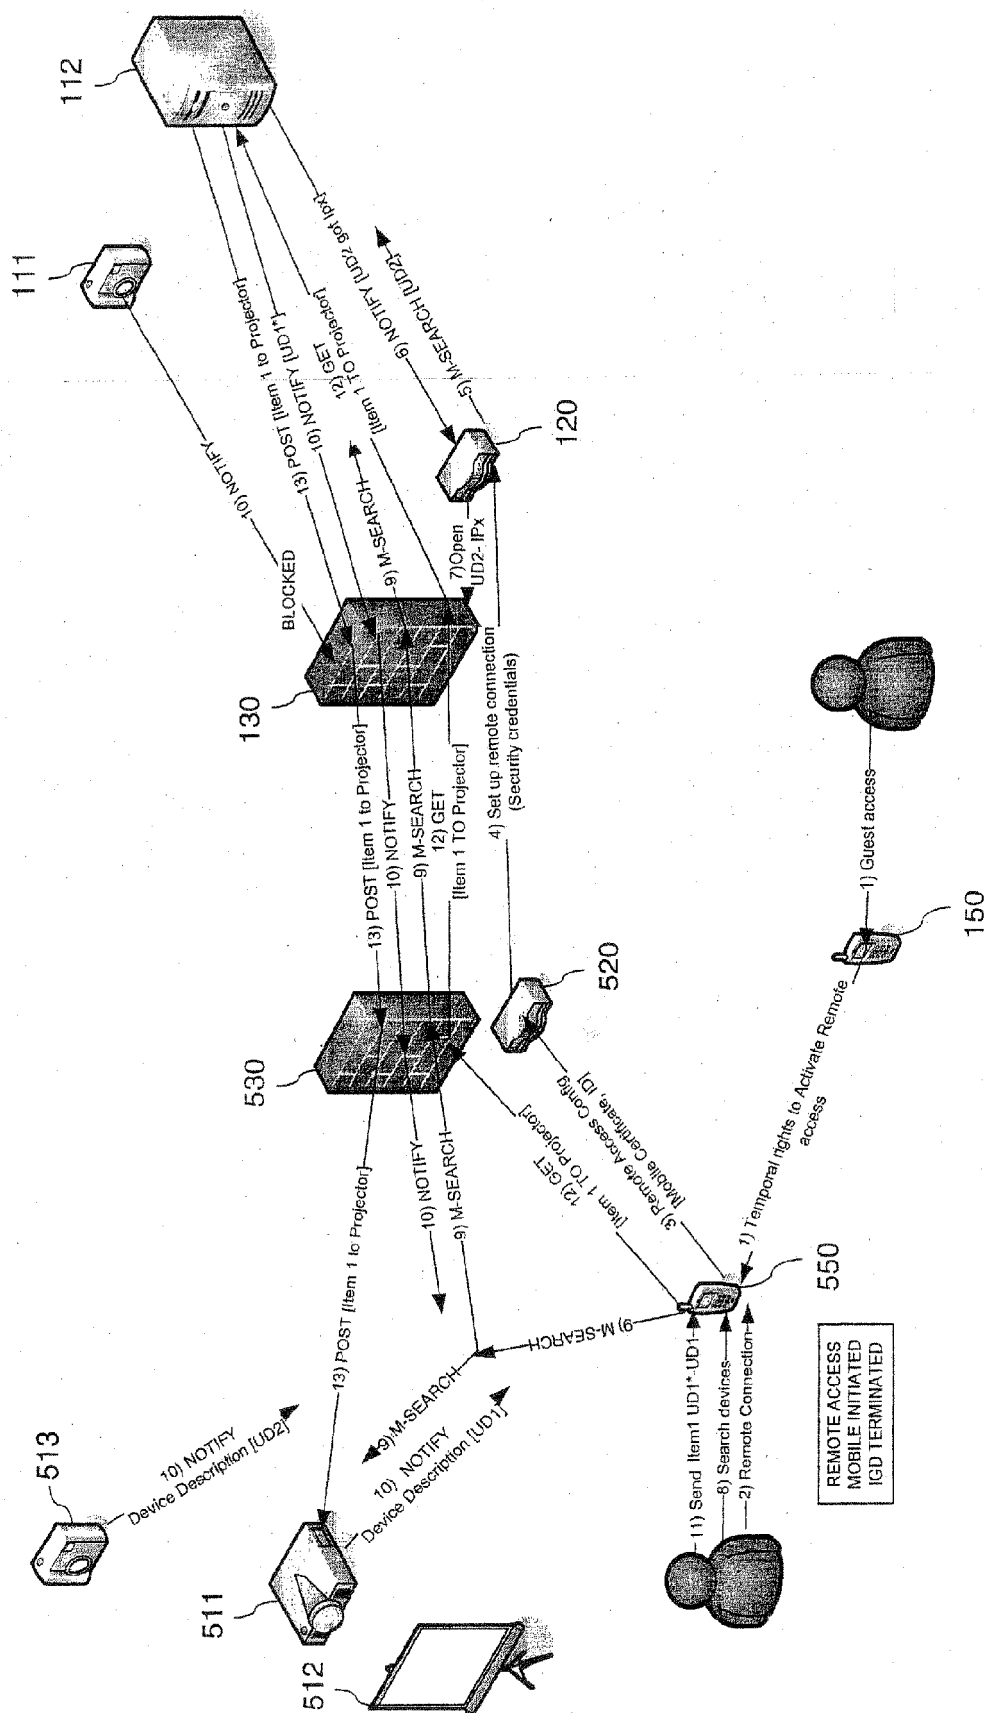 112
111
10) NOTIFY
BLOCKED
13) POST [Item 1 to Projector]
10) NOTIFY [UD1*]
12) GET
[Item 1 TO Projector]
9) M-SEARCH
6) NOTIFY [UD2 got Ipx]
5) M-SEARCH [UD2]
120
7)Open
UD2- IPx
130
13) POST [Item 1 to Projector]
10) NOTIFY
9) M-SEARCH
12) GET
[Item 1 TO Projector]
4) Set up remote connection
(Security credentials)
530
520
1) Guest access
150
1) Temporal rights to Activate Remote
access
3) Remote Access Config
[Mobile Certificate, ID]
12) GET
[Item 1 TO Projector]
13) POST [Item 1 to Projector]
10) NOTIFY
9) M-SEARCH
9) M-SEARCH
9) M-SEARCH
550
513
10) NOTIFY
Device Description [UD2]
511
10) NOTIFY
Device Description [UD1]
512
11) Send Item1 UD1*-UD1
8) Search devices
2) Remote Connection
REMOTE ACCESS
MOBILE INITIATED
IGD TERMINATED